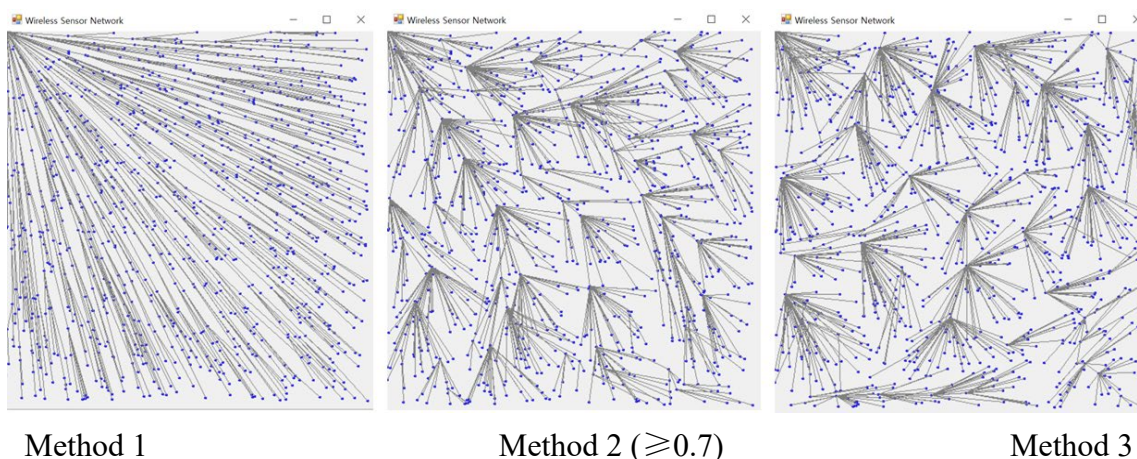 Wireless Sensor Network
Wireless Sensor Network
Wireless Sensor Network
Method 1
Method 2 (≥0.7)
Method 3